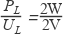 P_L / U_L = 2W / 2V